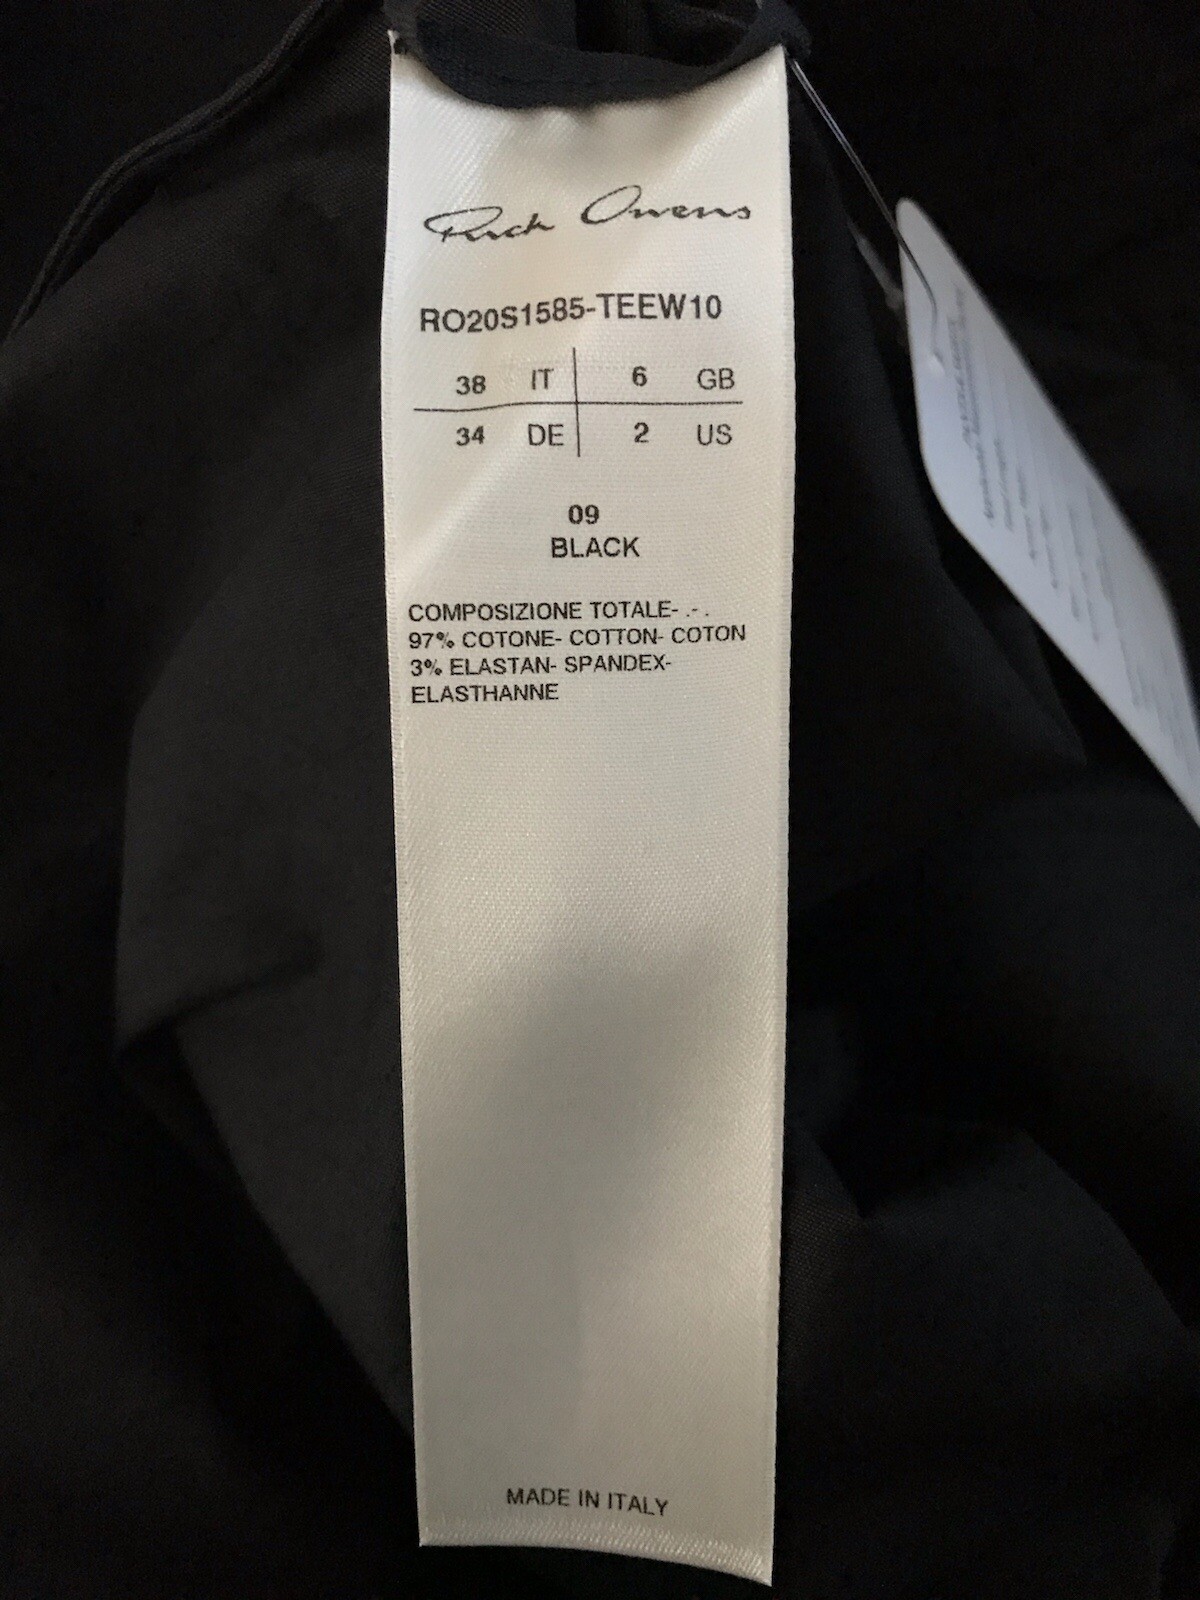 Rick Owens
RO20S1585-TEEW10
38 IT 6 GB
34 DE 2 US
09
BLACK
COMPOSIZIONE TOTALE- .- .
97% COTONE- COTTON- COTON
3% ELASTAN- SPANDEX-
ELASTHANNE
MADE IN ITALY